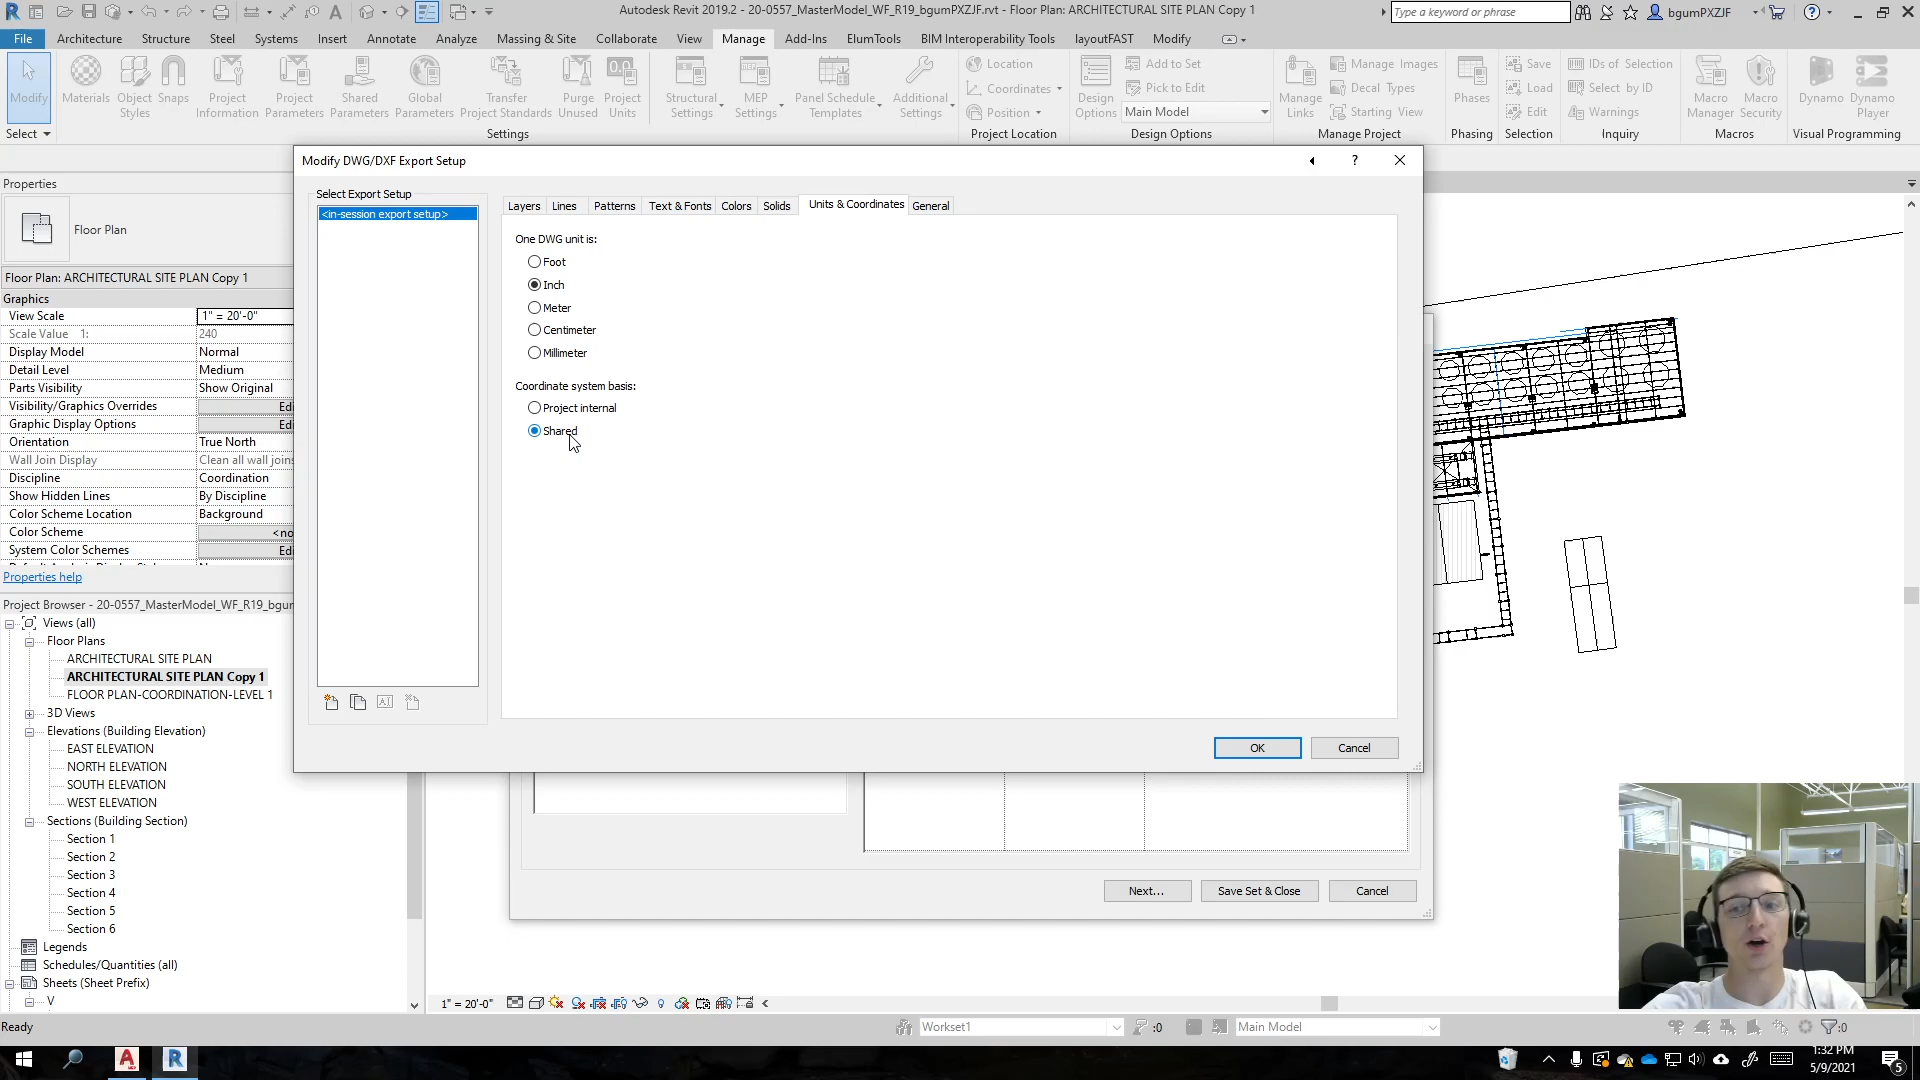 Autodesk Revit 2019.2 - 20-0557_MasterModel_WF_R19_bgumPXZJF.rvt - Floor Plan: ARCHITECTURAL SITE PLAN Copy 1
Type a keyword or phrase
bgumPXZJF
File Architecture Structure Steel Systems Insert Annotate Analyze Massing & Site Collaborate View Manage Add-Ins ElumTools BIM Interoperability Tools layoutFAST Modify
Modify
Materials
Object Styles
Snaps
Project Information
Project Parameters
Shared Parameters
Global Parameters
Transfer Project Standards
Purge Unused
Project Units
Structural Settings
MEP Settings
Panel Schedule Templates
Additional Settings
Location
Coordinates
Position
Design Options
Add to Set
Pick to Edit
Main Model
Manage Links
Manage Images
Decal Types
Starting View
Phases
Save
Load
Edit
IDs of Selection
Select by ID
Warnings
Macro Manager
Macro Security
Dynamo
Dynamo Player
Select
Settings
Project Location
Design Options
Manage Project
Phasing
Selection
Inquiry
Macros
Visual Programming
Properties
Floor Plan
Floor Plan: ARCHITECTURAL SITE PLAN Copy 1
Graphics
View Scale 1" = 20'-0"
Scale Value 1: 240
Display Model Normal
Detail Level Medium
Parts Visibility Show Original
Visibility/Graphics Overrides Edi
Graphic Display Options Edi
Orientation True North
Wall Join Display Clean all wall joins
Discipline Coordination
Show Hidden Lines By Discipline
Color Scheme Location Background
Color Scheme <no
System Color Schemes Edi
Properties help
Project Browser - 20-0557_MasterModel_WF_R19_bgum
Views (all)
Floor Plans
ARCHITECTURAL SITE PLAN
ARCHITECTURAL SITE PLAN Copy 1
FLOOR PLAN-COORDINATION-LEVEL 1
3D Views
Elevations (Building Elevation)
EAST ELEVATION
NORTH ELEVATION
SOUTH ELEVATION
WEST ELEVATION
Sections (Building Section)
Section 1
Section 2
Section 3
Section 4
Section 5
Section 6
Legends
Schedules/Quantities (all)
Sheets (Sheet Prefix)
V
Modify DWG/DXF Export Setup
Select Export Setup
<in-session export setup>
Layers Lines Patterns Text & Fonts Colors Solids Units & Coordinates General
One DWG unit is:
Foot
Inch
Meter
Centimeter
Millimeter
Coordinate system basis:
Project internal
Shared
OK Cancel
Next... Save Set & Close Cancel
1" = 20'-0"
Ready
Workset1
:0
Main Model
:0
1:32 PM
5/9/2021
5